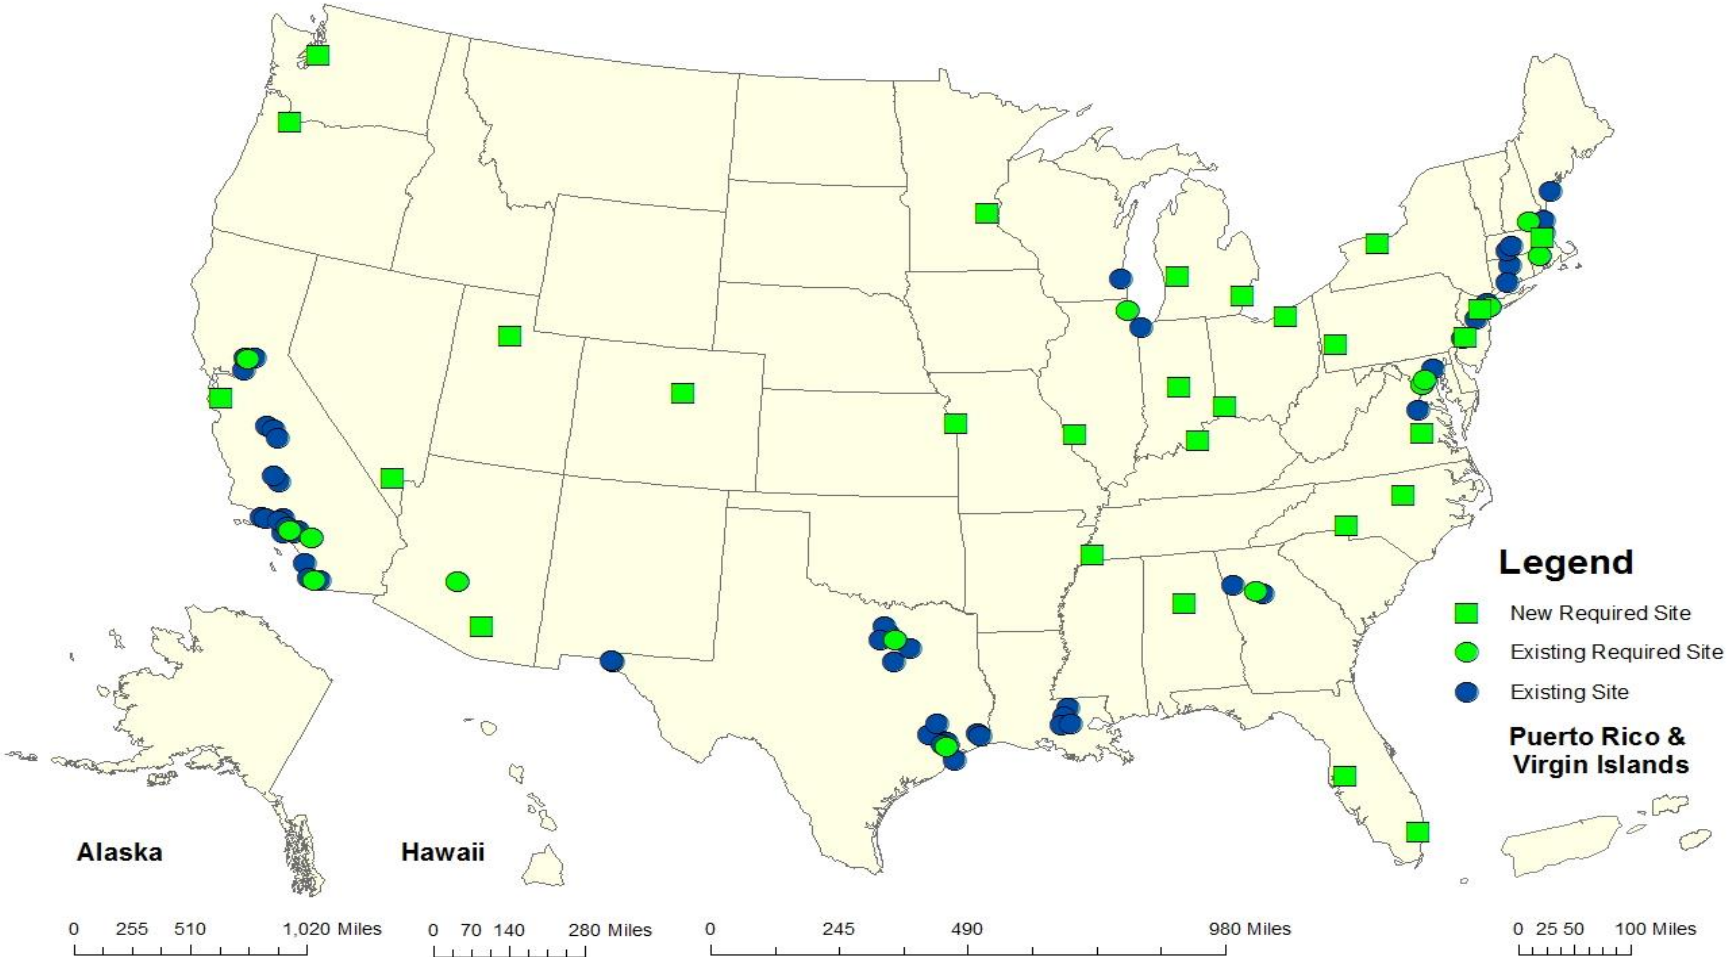 Legend
New Required Site
Existing Required Site
Existing Site
Puerto Rico &
Virgin Islands
Alaska
Hawaii
0 255 510 1,020 Miles
0 70 140 280 Miles
0 245 490 980 Miles
0 25 50 100 Miles